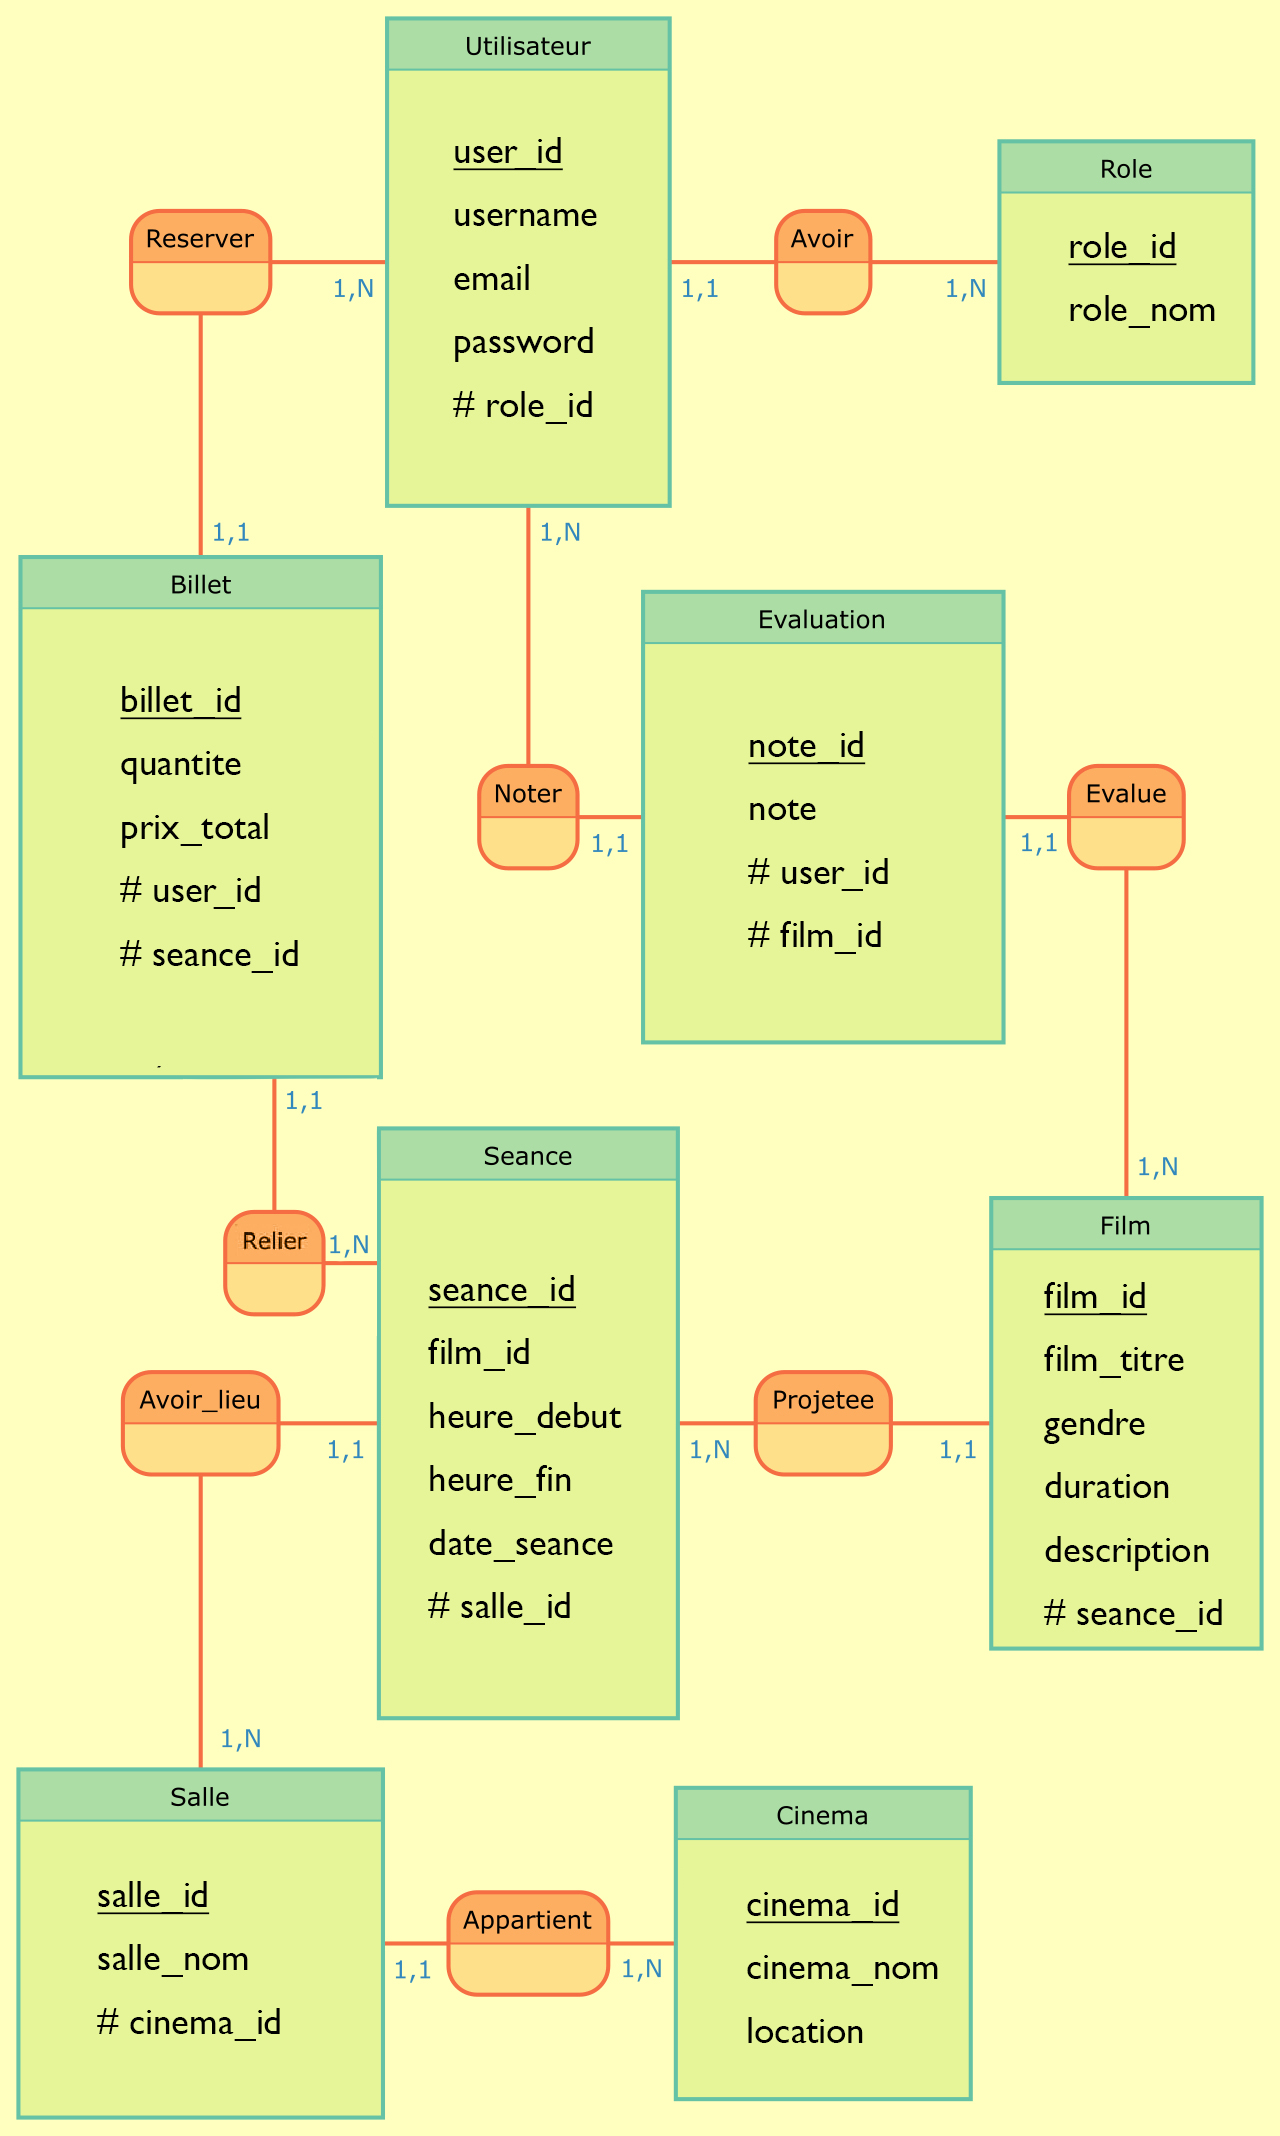 Utilisateur
user_id
username
email
password
# role_id
Role
role_id
role_nom
Reserver
Avoir
1,N
1,1
1,N
1,1
1,N
Billet
billet_id
quantite
prix_total
# user_id
# seance_id
Evaluation
note_id
note
# user_id
# film_id
Noter
Evalue
1,1
1,1
1,1
1,N
Relier
1,N
Seance
seance_id
film_id
heure_debut
heure_fin
date_seance
# salle_id
Film
film_id
film_titre
gendre
duration
description
# seance_id
Avoir_lieu
Projetee
1,1
1,N
1,1
1,N
Salle
salle_id
salle_nom
# cinema_id
Cinema
cinema_id
cinema_nom
location
Appartient
1,1
1,N